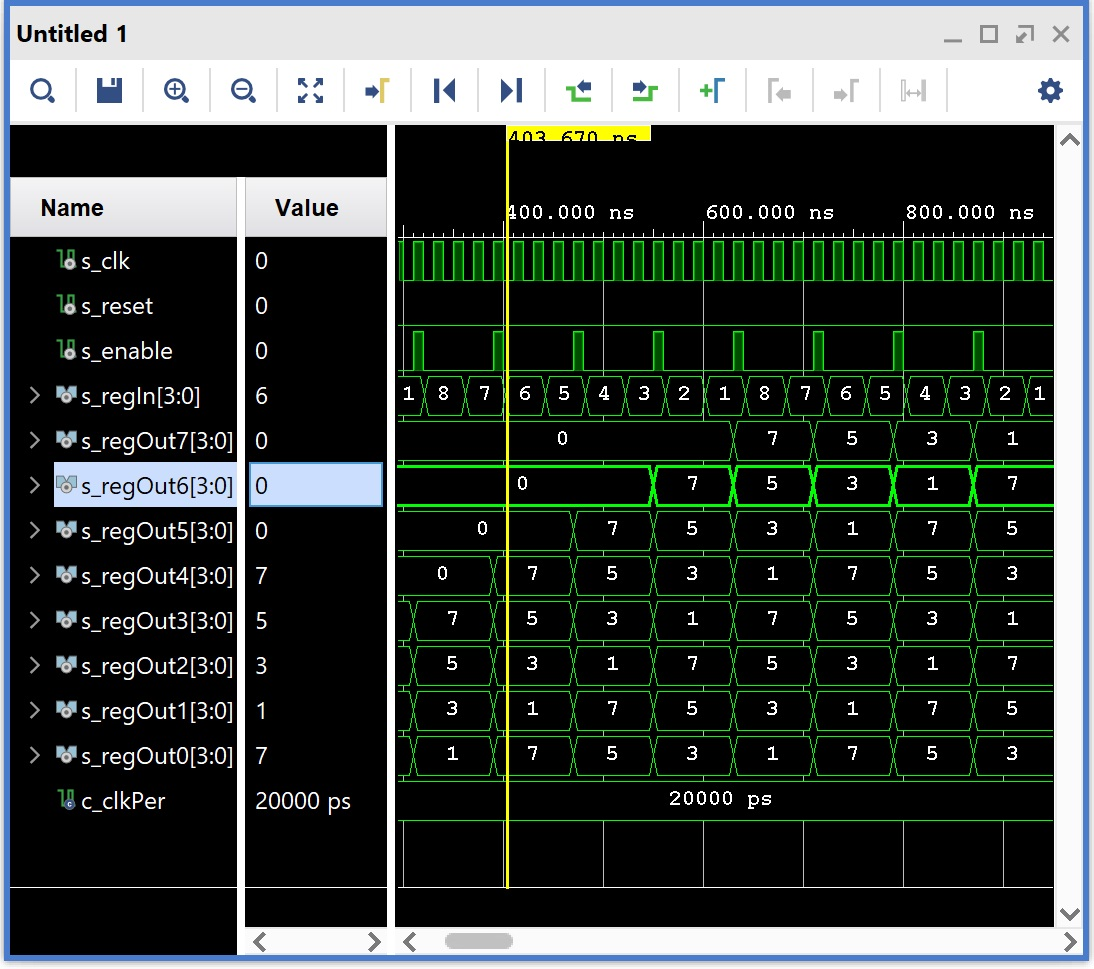 Untitled 1
403.670 ns
Name Value 400.000 ns 600.000 ns 800.000 ns
s_clk 0
s_reset 0
s_enable 0
s_regIn[3:0] 6 1 8 7 6 5 4 3 2 1 8 7 6 5 4 3 2 1
s_regOut7[3:0] 0 0 7 5 3 1
s_regOut6[3:0] 0 0 7 5 3 1 7
s_regOut5[3:0] 0 0 7 5 3 1 7 5
s_regOut4[3:0] 7 0 7 5 3 1 7 5 3
s_regOut3[3:0] 5 7 5 3 1 7 5 3 1
s_regOut2[3:0] 3 5 3 1 7 5 3 1 7
s_regOut1[3:0] 1 3 1 7 5 3 1 7 5
s_regOut0[3:0] 7 1 7 5 3 1 7 5 3
c_clkPer 20000 ps 20000 ps